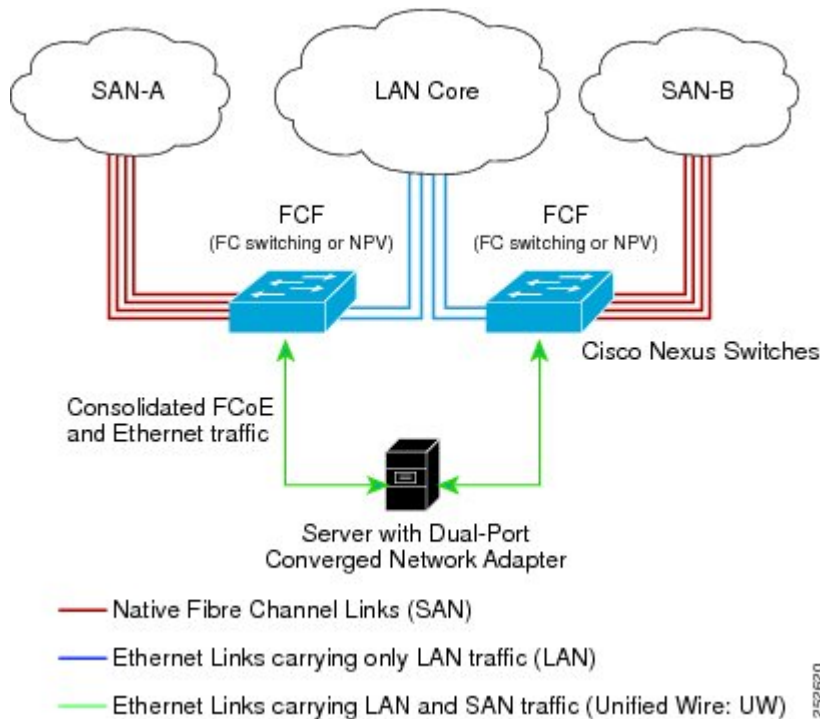 SAN-A
LAN Core
SAN-B
FCF
(FC switching or NPV)
FCF
(FC switching or NPV)
Cisco Nexus Switches
Consolidated FCoE
and Ethernet traffic
Server with Dual-Port
Converged Network Adapter
Native Fibre Channel Links (SAN)
Ethernet Links carrying only LAN traffic (LAN)
Ethernet Links carrying LAN and SAN traffic (Unified Wire: UW)
252620